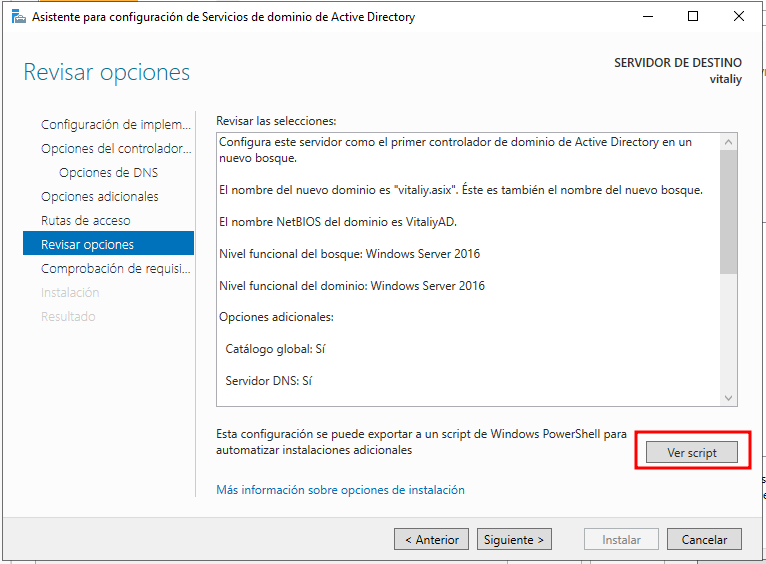 Asistente para configuración de Servicios de dominio de Active Directory
Revisar opciones
SERVIDOR DE DESTINO
vitaliy
Configuración de implem...
Opciones del controlador...
Opciones de DNS
Opciones adicionales
Rutas de acceso
Revisar opciones
Comprobación de requisi...
Instalación
Resultado
Revisar las selecciones:
Configura este servidor como el primer controlador de dominio de Active Directory en un
nuevo bosque.
El nombre del nuevo dominio es "vitaliy.asix". Éste es también el nombre del nuevo bosque.
El nombre NetBIOS del dominio es VitaliyAD.
Nivel funcional del bosque: Windows Server 2016
Nivel funcional del dominio: Windows Server 2016
Opciones adicionales:
Catálogo global: Sí
Servidor DNS: Sí
Esta configuración se puede exportar a un script de Windows PowerShell para
automatizar instalaciones adicionales
Ver script
Más información sobre opciones de instalación
< Anterior
Siguiente >
Instalar
Cancelar